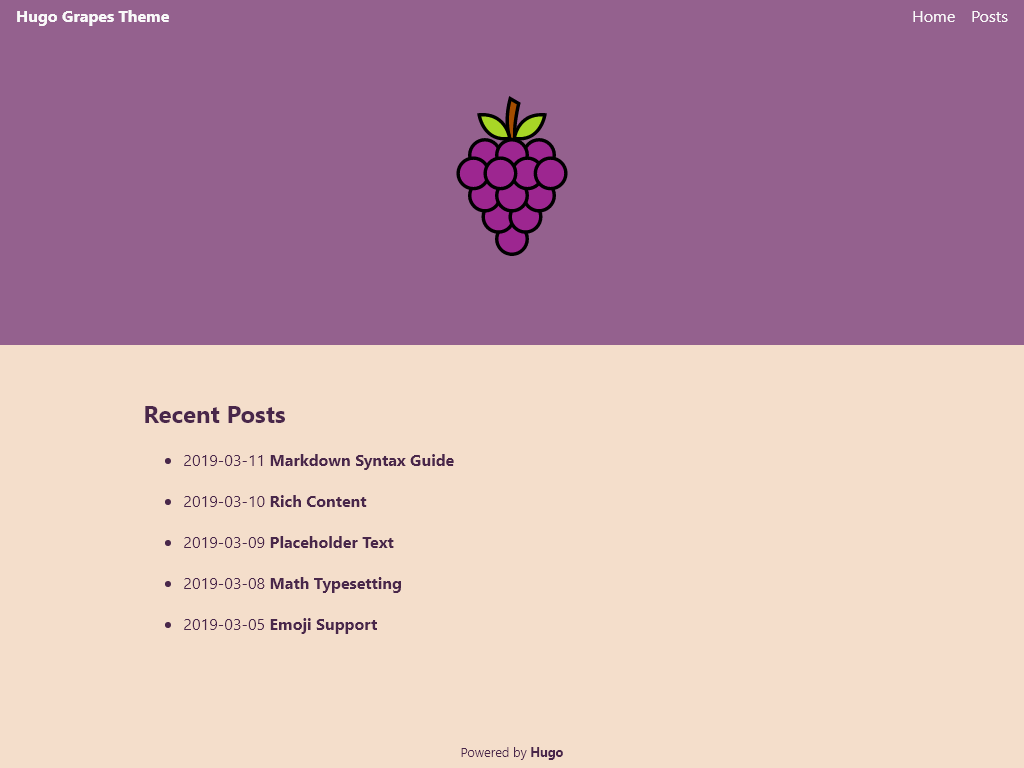 Hugo Grapes Theme
Home Posts
Recent Posts
2019-03-11 Markdown Syntax Guide
2019-03-10 Rich Content
2019-03-09 Placeholder Text
2019-03-08 Math Typesetting
2019-03-05 Emoji Support
Powered by Hugo